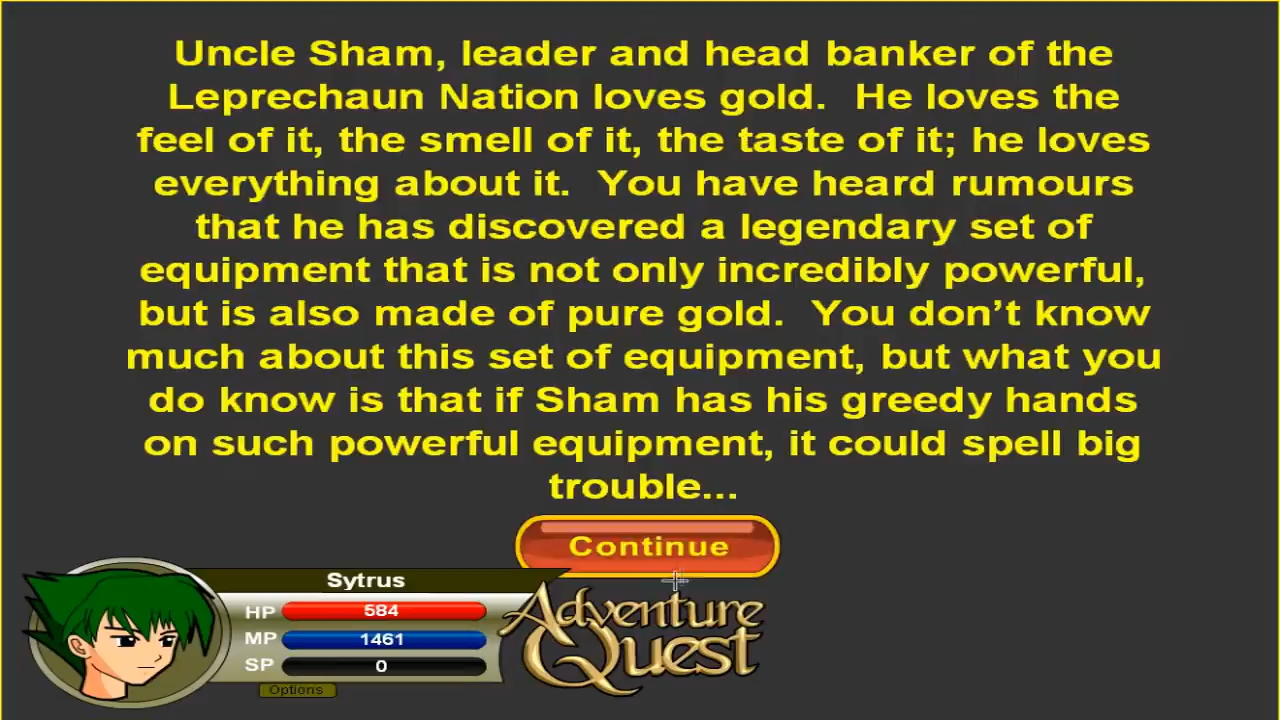 Uncle Sham, leader and head banker of the
Leprechaun Nation loves gold.  He loves the
feel of it, the smell of it, the taste of it; he loves
everything about it.  You have heard rumours
that he has discovered a legendary set of
equipment that is not only incredibly powerful,
but is also made of pure gold.  You don’t know
much about this set of equipment, but what you
do know is that if Sham has his greedy hands
on such powerful equipment, it could spell big
trouble...
Continue
Sytrus
HP 584
MP 1461
SP 0
Options
Adventure
Quest